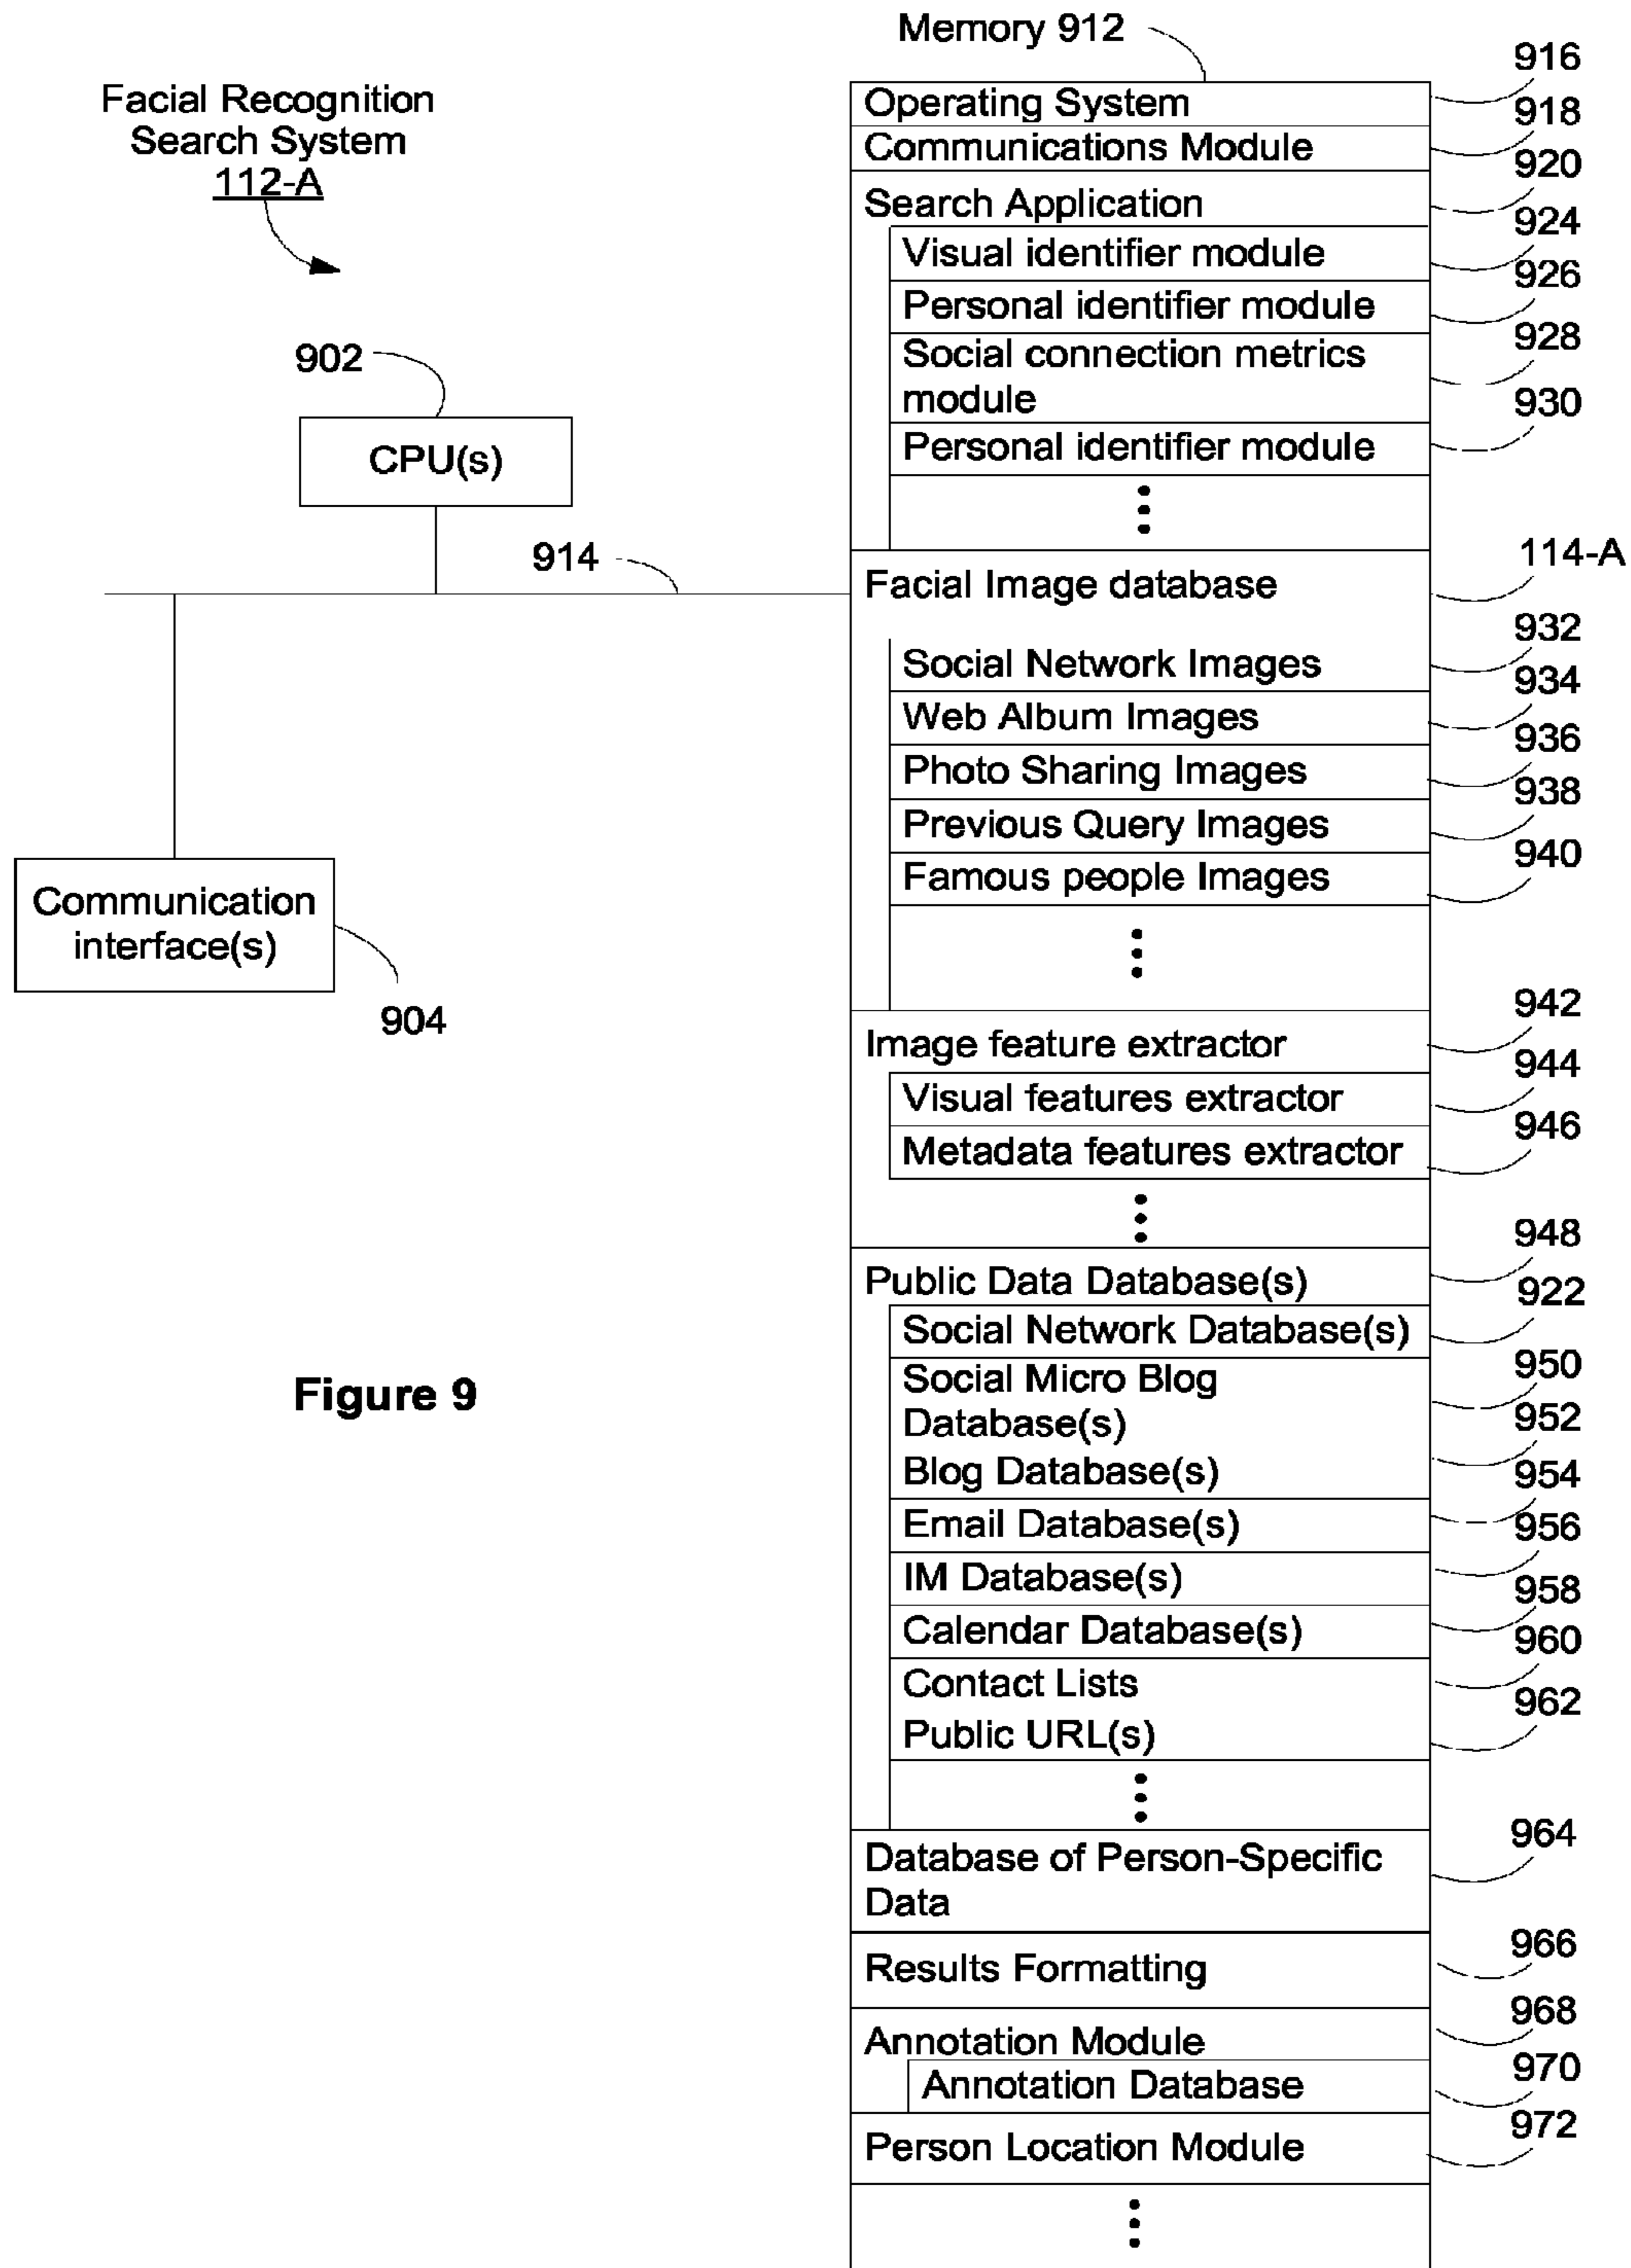 Memory 912
Facial Recognition
Search System
112-A
902
CPU(s)
914
Communication
interface(s)
904
Figure 9
Operating System 916
Communications Module 918
Search Application 920
Visual identifier module 924
Personal identifier module 926
Social connection metrics
module 928
Personal identifier module 930
Facial Image database 114-A
Social Network Images 932
Web Album Images 934
Photo Sharing Images 936
Previous Query Images 938
Famous people Images 940
Image feature extractor 942
Visual features extractor 944
Metadata features extractor 946
Public Data Database(s) 948
Social Network Database(s) 922
Social Micro Blog
Database(s) 950
Blog Database(s) 952
Email Database(s) 954
IM Database(s) 956
Calendar Database(s) 958
Contact Lists 960
Public URL(s) 962
Database of Person-Specific
Data 964
Results Formatting 966
Annotation Module 968
Annotation Database 970
Person Location Module 972